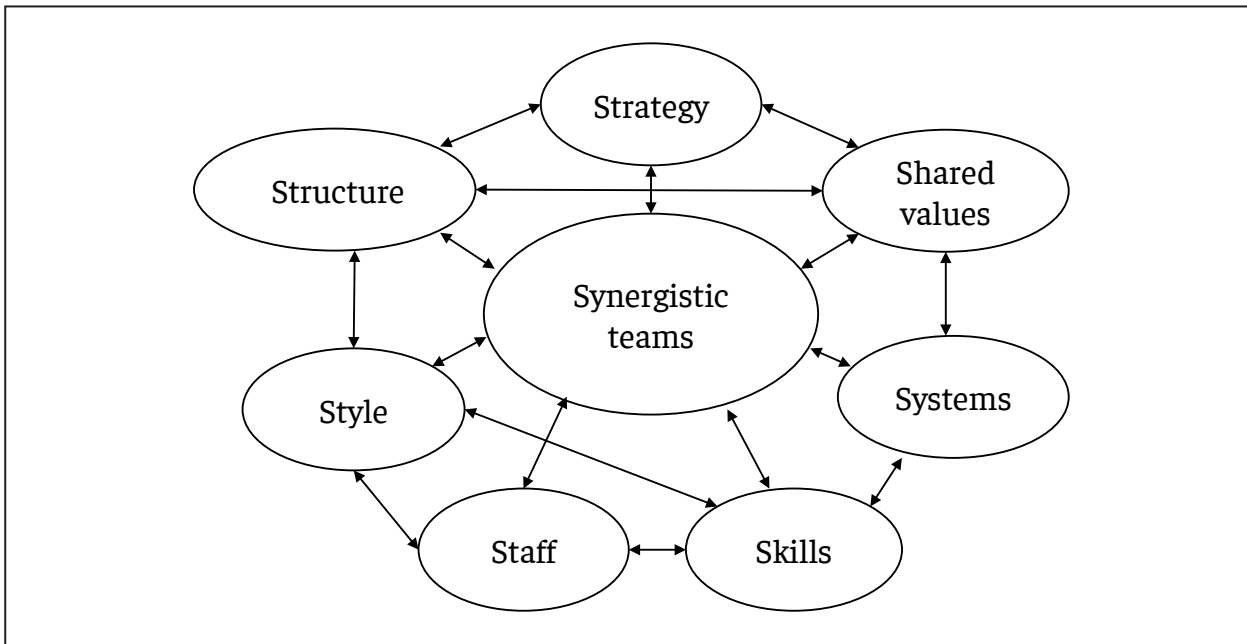 Strategy
Structure
Shared
values
Synergistic
teams
Style
Systems
Staff
Skills